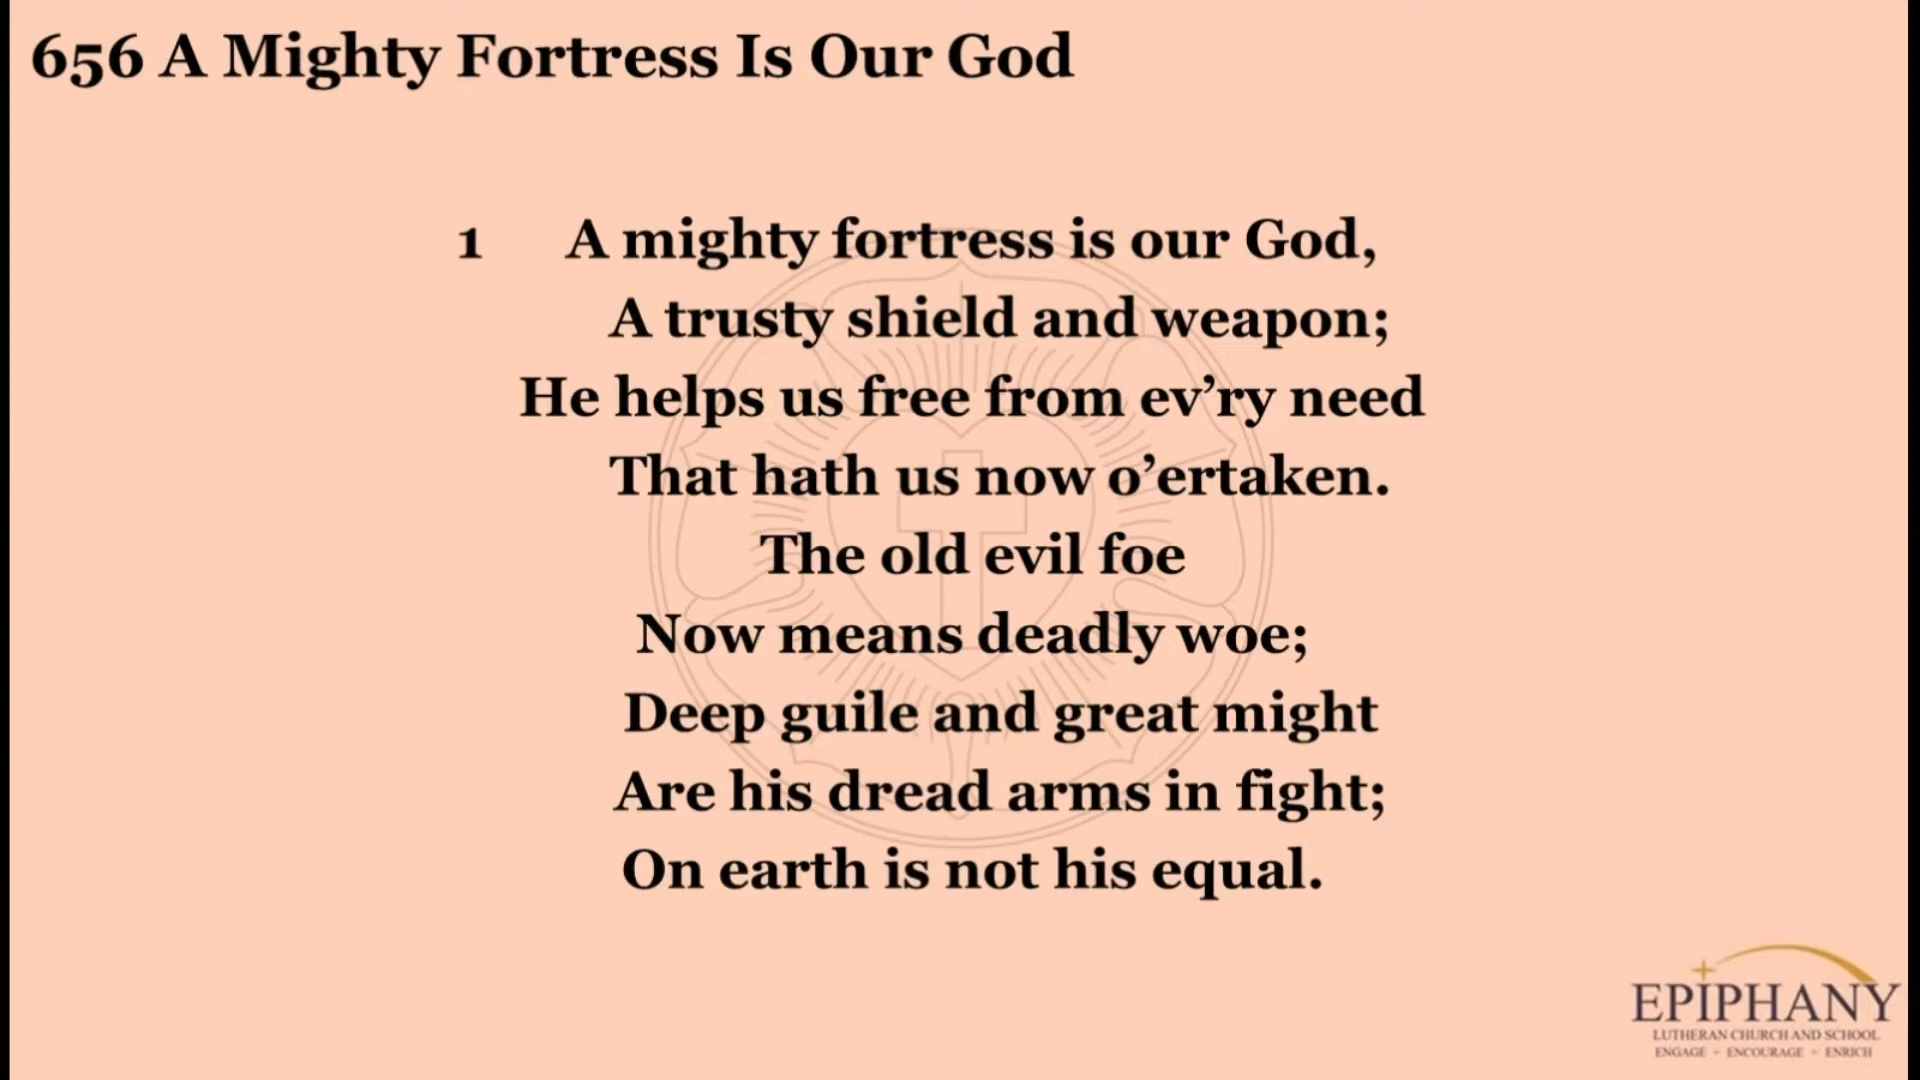 656 A Mighty Fortress Is Our God
1 A mighty fortress is our God,
A trusty shield and weapon;
He helps us free from ev’ry need
That hath us now o’ertaken.
The old evil foe
Now means deadly woe;
Deep guile and great might
Are his dread arms in fight;
On earth is not his equal.
EPIPHANY
LUTHERAN CHURCH AND SCHOOL
ENGAGE + ENCOURAGE + ENRICH